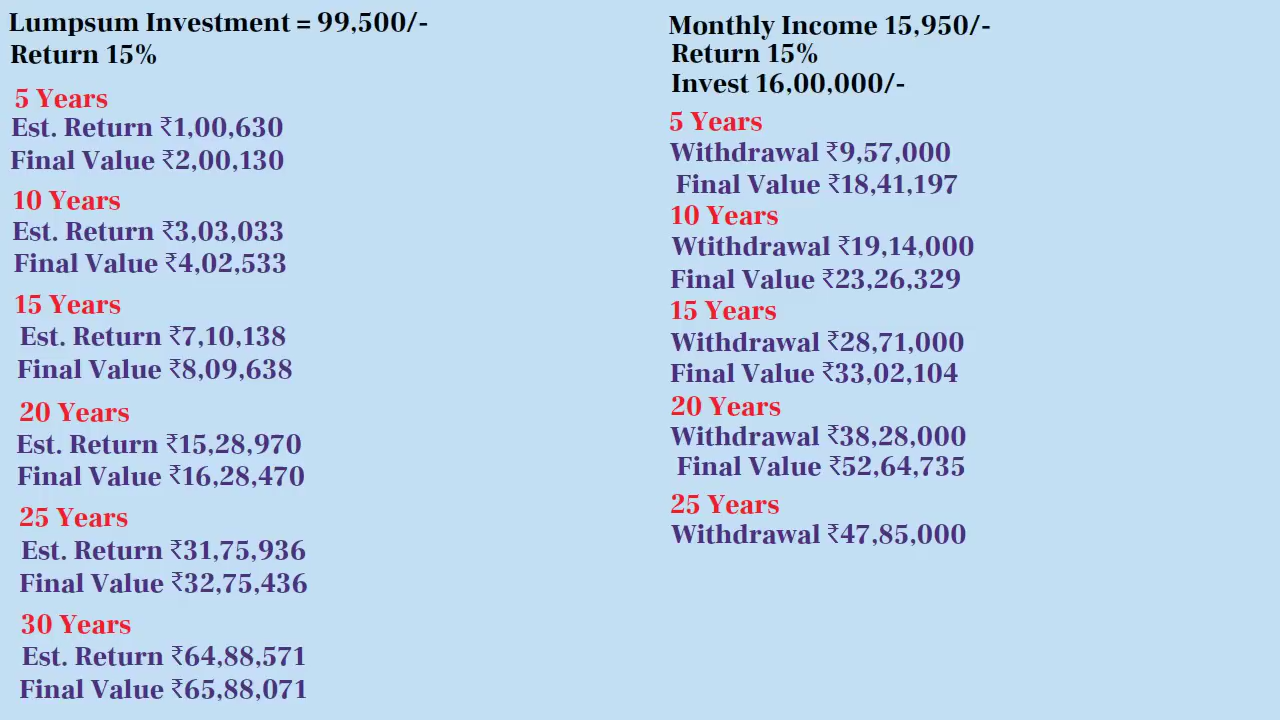 Lumpsum Investment = 99,500/-
Return 15%
5 Years
Est. Return ₹1,00,630
Final Value ₹2,00,130
10 Years
Est. Return ₹3,03,033
Final Value ₹4,02,533
15 Years
Est. Return ₹7,10,138
Final Value ₹8,09,638
20 Years
Est. Return ₹15,28,970
Final Value ₹16,28,470
25 Years
Est. Return ₹31,75,936
Final Value ₹32,75,436
30 Years
Est. Return ₹64,88,571
Final Value ₹65,88,071
Monthly Income 15,950/-
Return 15%
Invest 16,00,000/-
5 Years
Withdrawal ₹9,57,000
Final Value ₹18,41,197
10 Years
Wtithdrawal ₹19,14,000
Final Value ₹23,26,329
15 Years
Withdrawal ₹28,71,000
Final Value ₹33,02,104
20 Years
Withdrawal ₹38,28,000
Final Value ₹52,64,735
25 Years
Withdrawal ₹47,85,000